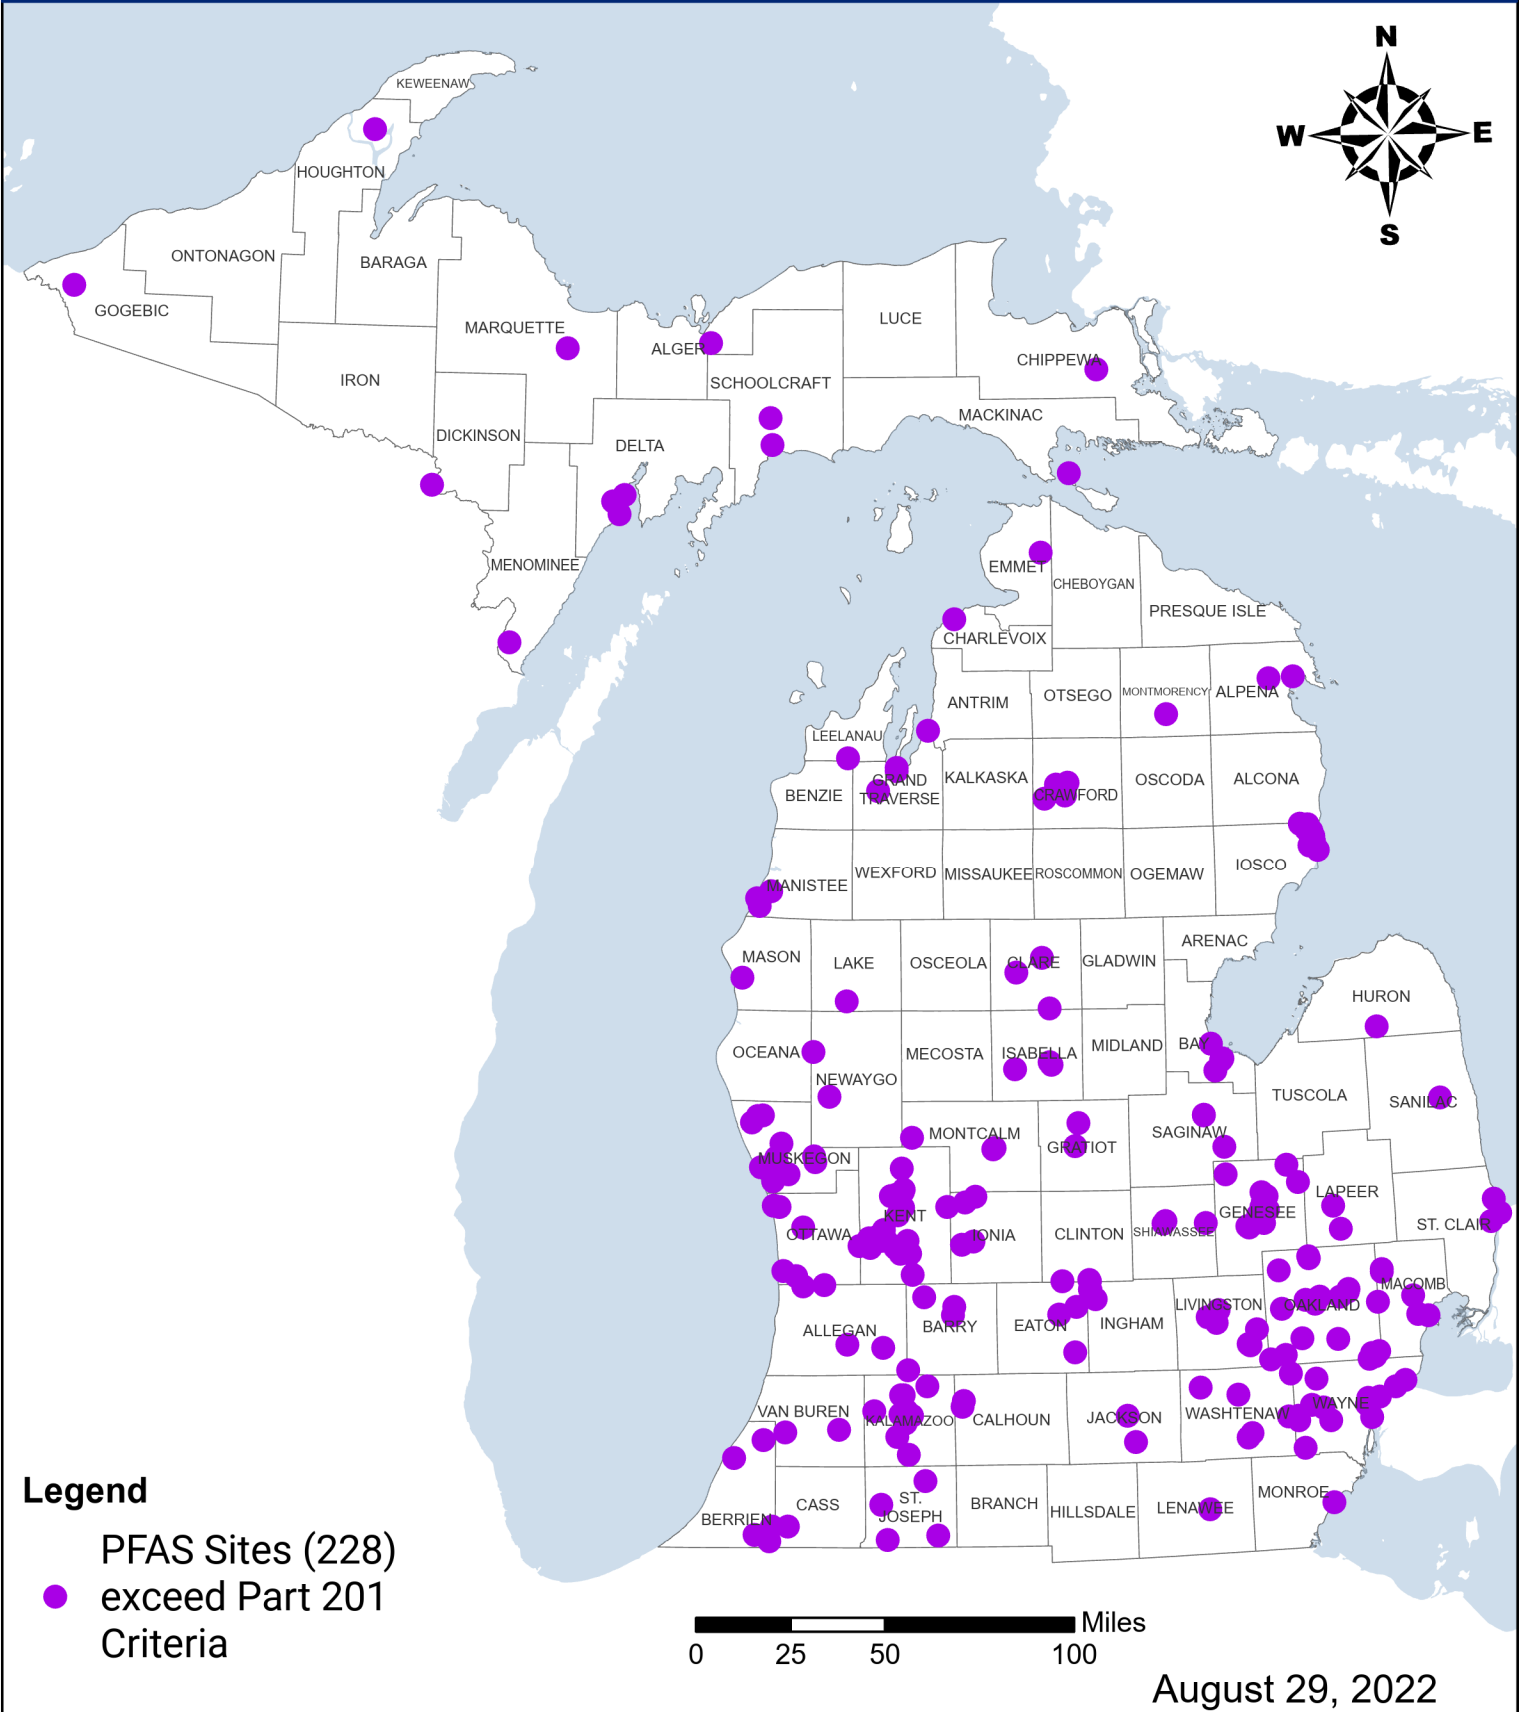 N
W
E
S
KEWEENAW
HOUGHTON
ONTONAGON
BARAGA
GOGEBIC
MARQUETTE
LUCE
ALGER
CHIPPEWA
IRON
SCHOOLCRAFT
MACKINAC
DICKINSON
DELTA
MENOMINEE
EMMET
CHEBOYGAN
PRESQUE ISLE
CHARLEVOIX
ANTRIM
OTSEGO
MONTMORENCY
ALPENA
LEELANAU
GRAND
TRAVERSE
BENZIE
KALKASKA
CRAWFORD
OSCODA
ALCONA
MANISTEE
WEXFORD
MISSAUKEE
ROSCOMMON
OGEMAW
IOSCO
MASON
LAKE
OSCEOLA
CLARE
GLADWIN
ARENAC
HURON
OCEANA
NEWAYGO
MECOSTA
ISABELLA
MIDLAND
BAY
TUSCOLA
SANILAC
MUSKEGON
MONTCALM
GRATIOT
SAGINAW
KENT
OTTAWA
IONIA
CLINTON
SHIAWASSEE
GENESEE
LAPEER
ST. CLAIR
ALLEGAN
BARRY
EATON
INGHAM
LIVINGSTON
OAKLAND
MACOMB
VAN BUREN
KALAMAZOO
CALHOUN
JACKSON
WASHTENAW
WAYNE
BERRIEN
CASS
ST.
JOSEPH
BRANCH
HILLSDALE
LENAWEE
MONROE
Legend
PFAS Sites (228)
exceed Part 201
Criteria
Miles
0 25 50 100
August 29, 2022